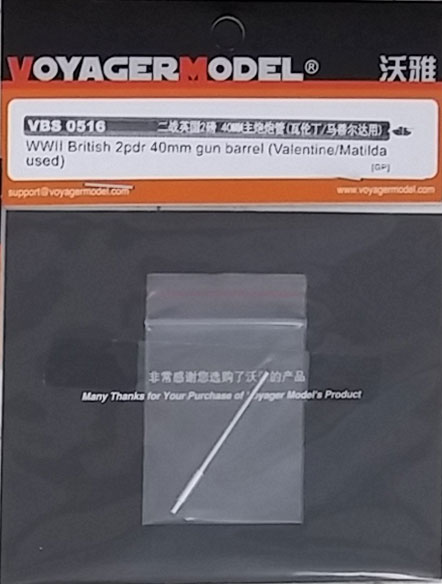 VOYAGERMODEL® 沃雅
VBS 0516 二战英国2磅 40MM主炮炮管(瓦伦丁/马蒂尔达用)
WWII British 2pdr 40mm gun barrel (Valentine/Matilda
used)
[GP]
support@voyagermodel.com www.voyagermodel.com
非常感谢您选购了沃雅的产品
Many Thanks for Your Purchase of Voyager Model's Product